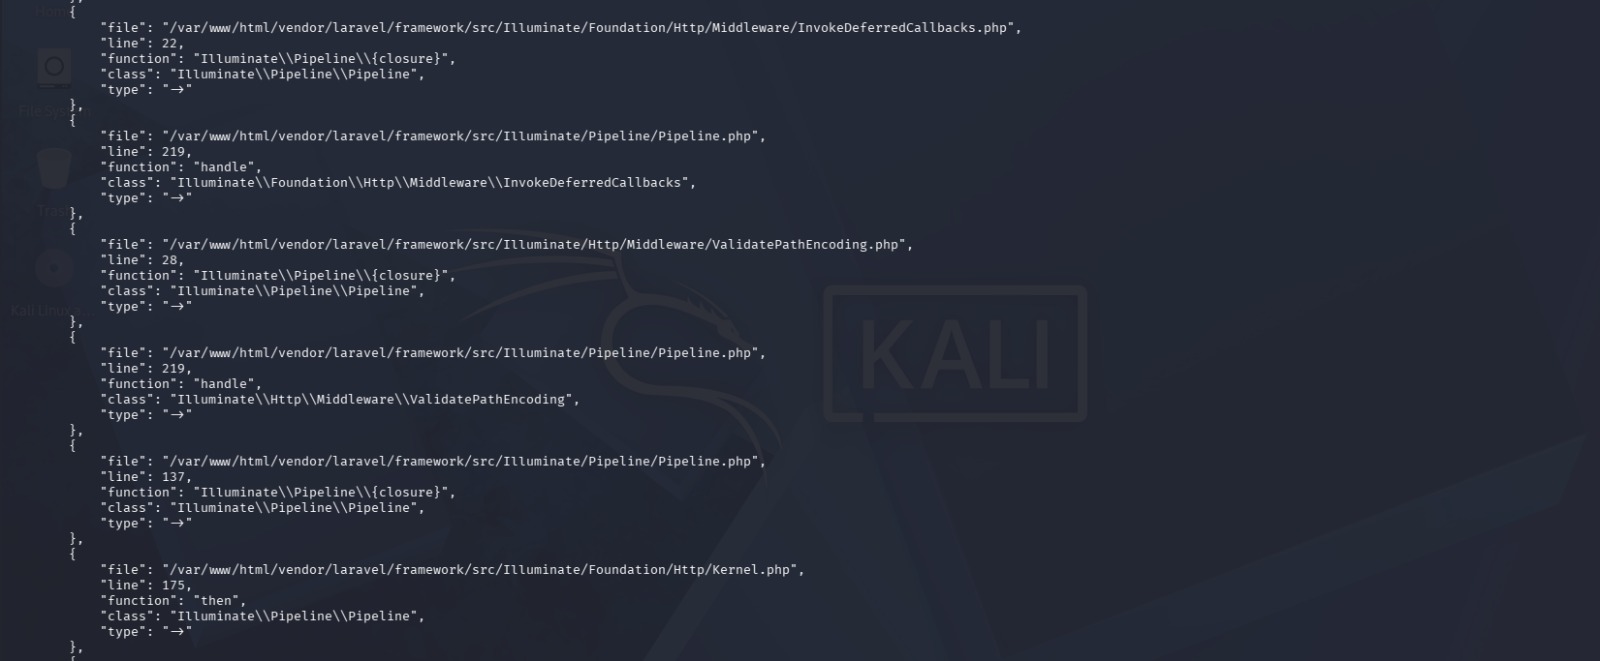 Home
},
{
"file": "/var/www/html/vendor/laravel/framework/src/Illuminate/Foundation/Http/Middleware/InvokeDeferredCallbacks.php",
"line": 22,
"function": "Illuminate\\Pipeline\\{closure}",
"class": "Illuminate\\Pipeline\\Pipeline",
"type": "->"
},
{
"file": "/var/www/html/vendor/laravel/framework/src/Illuminate/Pipeline/Pipeline.php",
"line": 219,
"function": "handle",
"class": "Illuminate\\Foundation\\Http\\Middleware\\InvokeDeferredCallbacks",
"type": "->"
},
{
"file": "/var/www/html/vendor/laravel/framework/src/Illuminate/Http/Middleware/ValidatePathEncoding.php",
"line": 28,
"function": "Illuminate\\Pipeline\\{closure}",
"class": "Illuminate\\Pipeline\\Pipeline",
"type": "->"
},
{
"file": "/var/www/html/vendor/laravel/framework/src/Illuminate/Pipeline/Pipeline.php",
"line": 219,
"function": "handle",
"class": "Illuminate\\Http\\Middleware\\ValidatePathEncoding",
"type": "->"
},
{
"file": "/var/www/html/vendor/laravel/framework/src/Illuminate/Pipeline/Pipeline.php",
"line": 137,
"function": "Illuminate\\Pipeline\\{closure}",
"class": "Illuminate\\Pipeline\\Pipeline",
"type": "->"
},
{
"file": "/var/www/html/vendor/laravel/framework/src/Illuminate/Foundation/Http/Kernel.php",
"line": 175,
"function": "then",
"class": "Illuminate\\Pipeline\\Pipeline",
"type": "->"
},
{
File System
Trash
Kali Linux a...
KALI